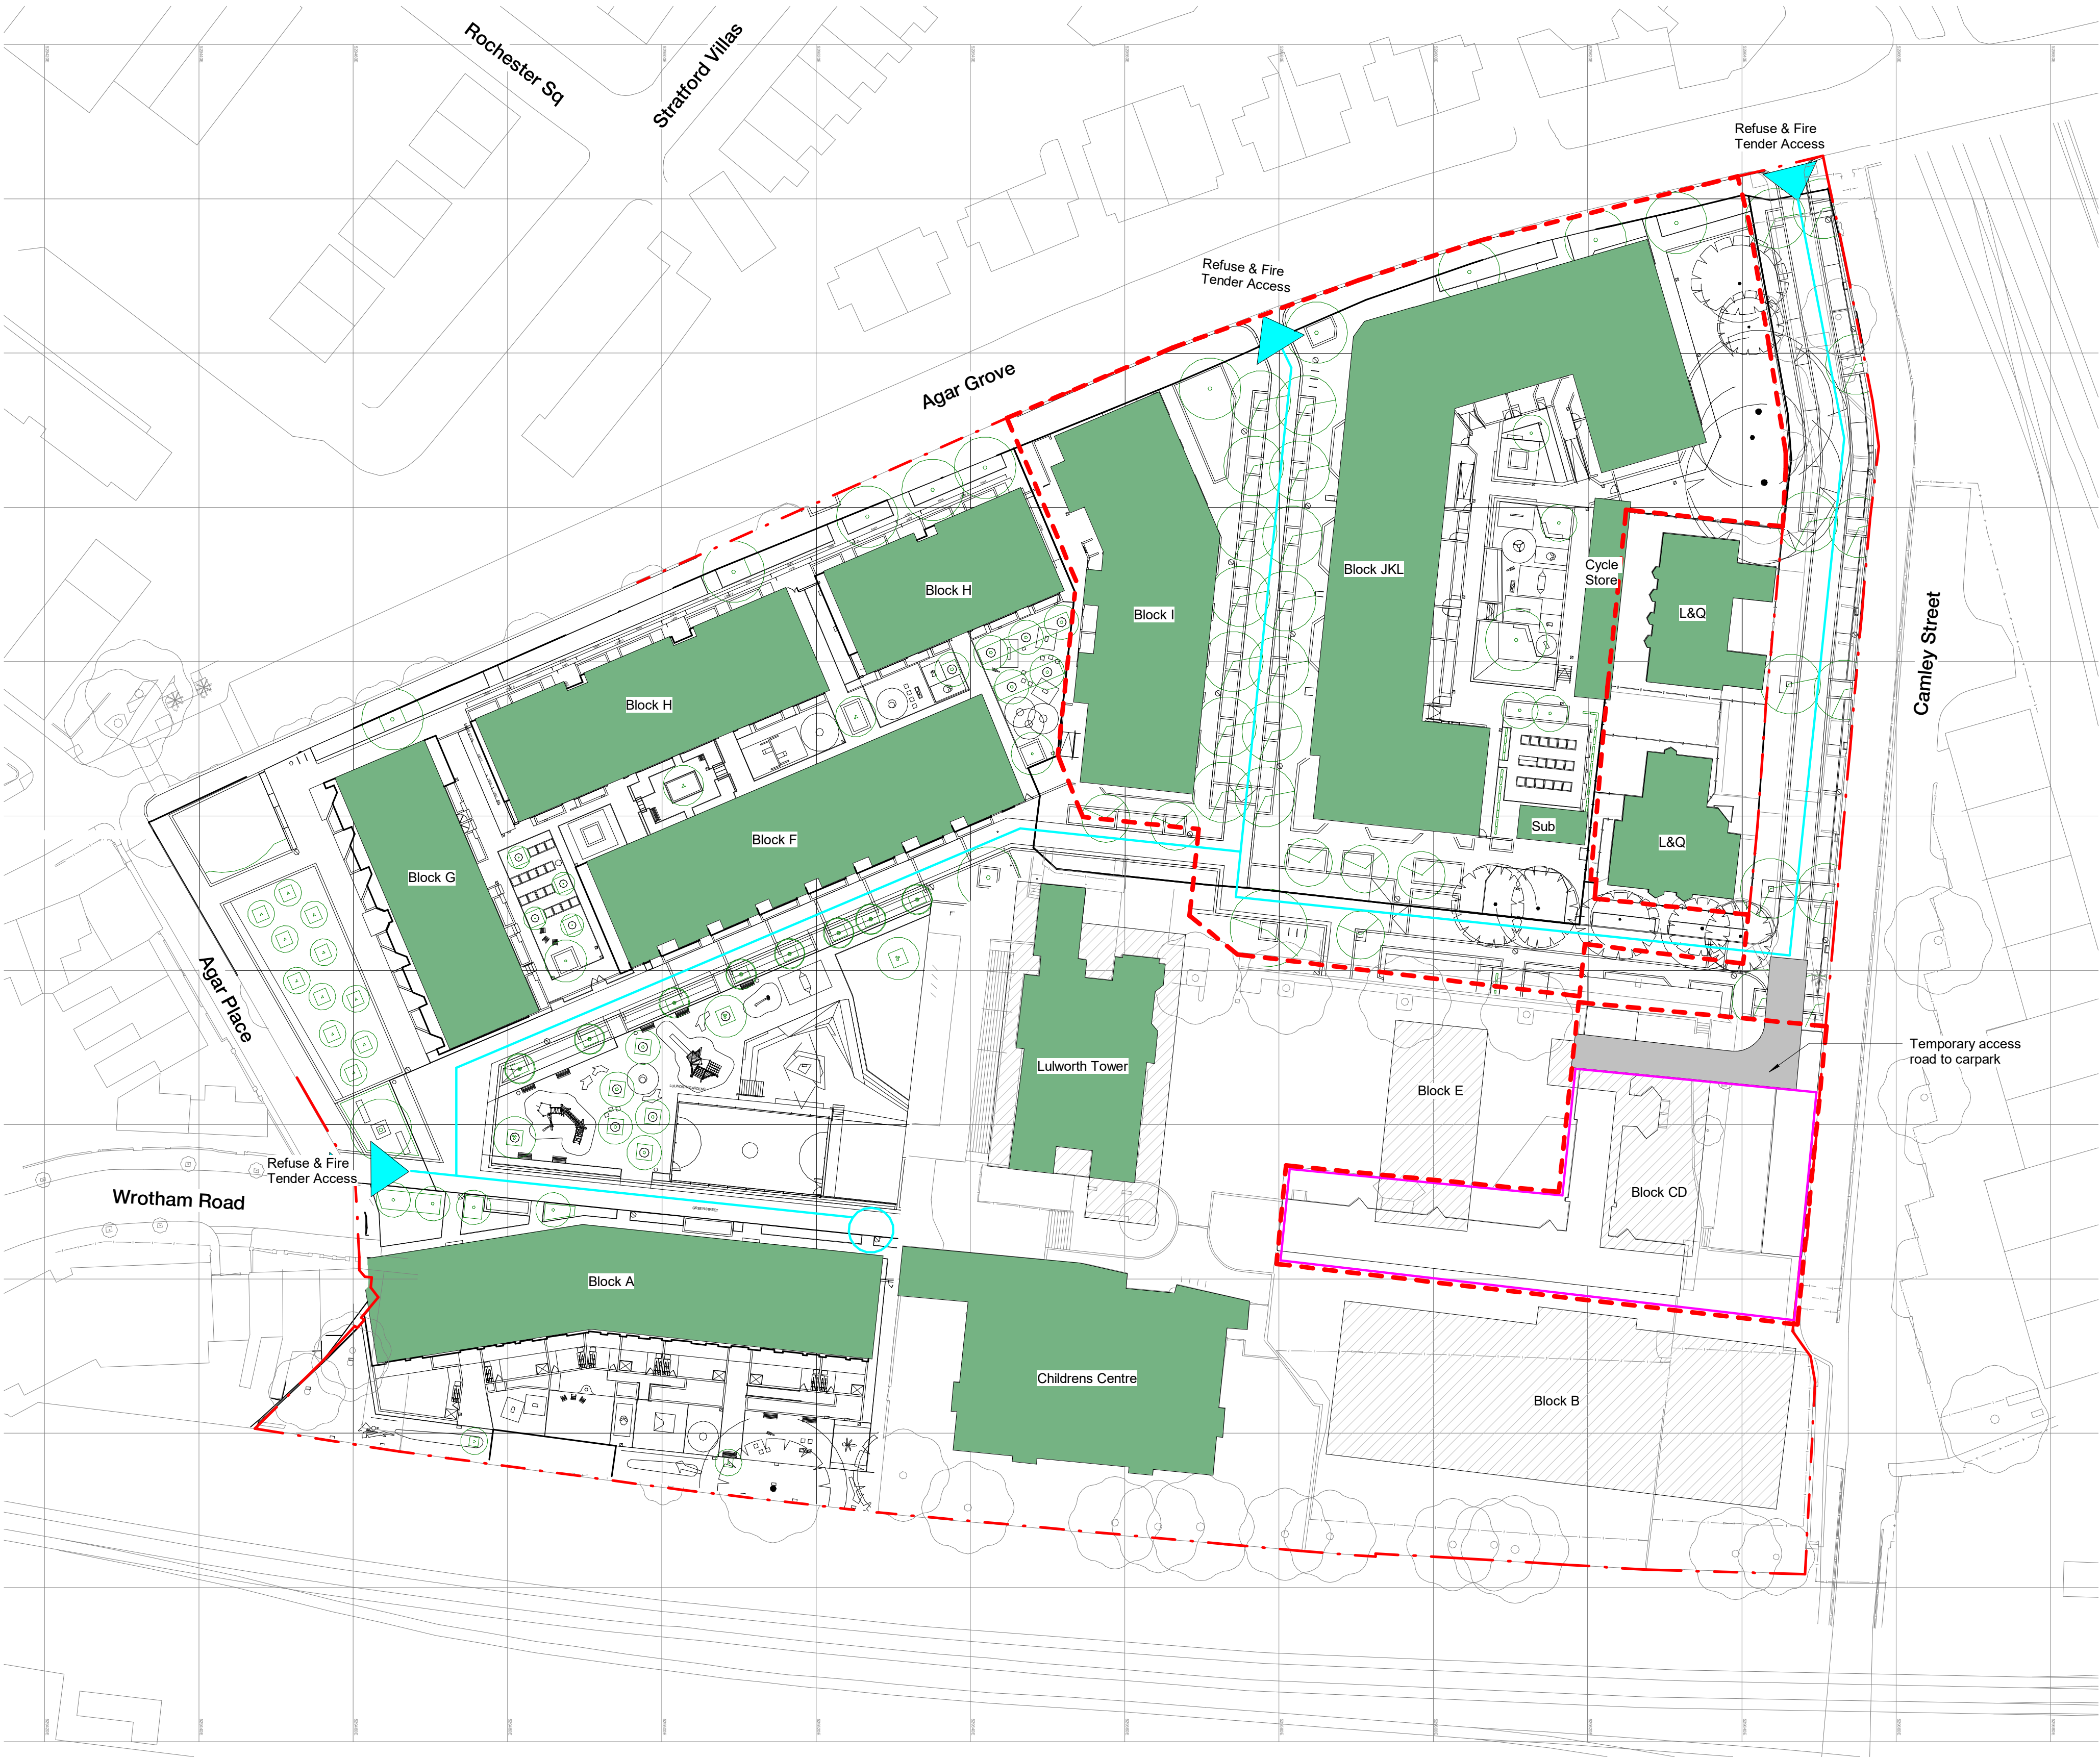 Rochester Sq
Stratford Villas
Refuse & Fire
Tender Access
Refuse & Fire
Tender Access
Agar Grove
Block H
Block I
Block JKL
Cycle
Store
L&Q
Camley Street
Block H
Block F
Sub
L&Q
Block G
Agar Place
Lulworth Tower
Block E
Temporary access
road to carpark
Refuse & Fire
Tender Access
Wrotham Road
Block CD
Block A
Childrens Centre
Block B